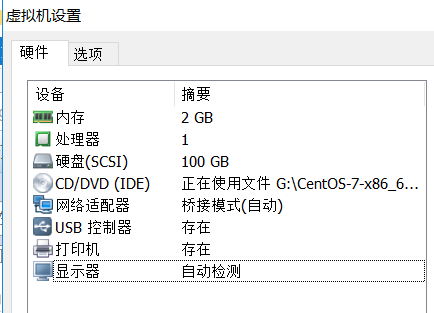 虚拟机设置
硬件 选项
设备 摘要
内存 2 GB
处理器 1
硬盘(SCSI) 100 GB
CD/DVD (IDE) 正在使用文件 G:\CentOS-7-x86_6...
网络适配器 桥接模式(自动)
USB 控制器 存在
打印机 存在
显示器 自动检测